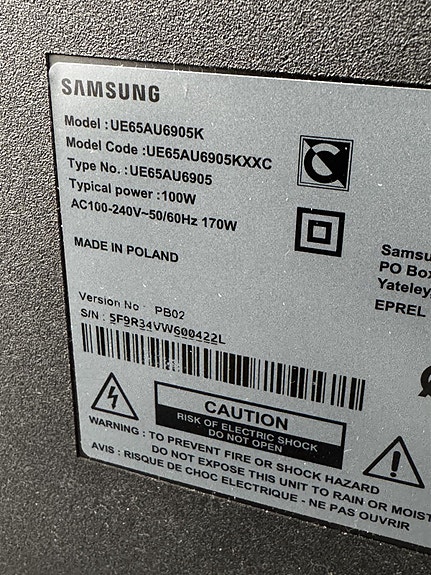 SAMSUNG
Model :UE65AU6905K
Model Code :UE65AU6905KXXC
Type No. :UE65AU6905
Typical power :100W
AC100-240V~50/60Hz 170W
MADE IN POLAND
Samsu
PO Box
Yateley,
EPREL
Version No : PB02
S/N : 5F9R34VW600422L
CAUTION
RISK OF ELECTRIC SHOCK
DO NOT OPEN
WARNING : TO PREVENT FIRE OR SHOCK HAZARD
DO NOT EXPOSE THIS UNIT TO RAIN OR MOIST
AVIS : RISQUE DE CHOC ELECTRIQUE - NE PAS OUVRIR